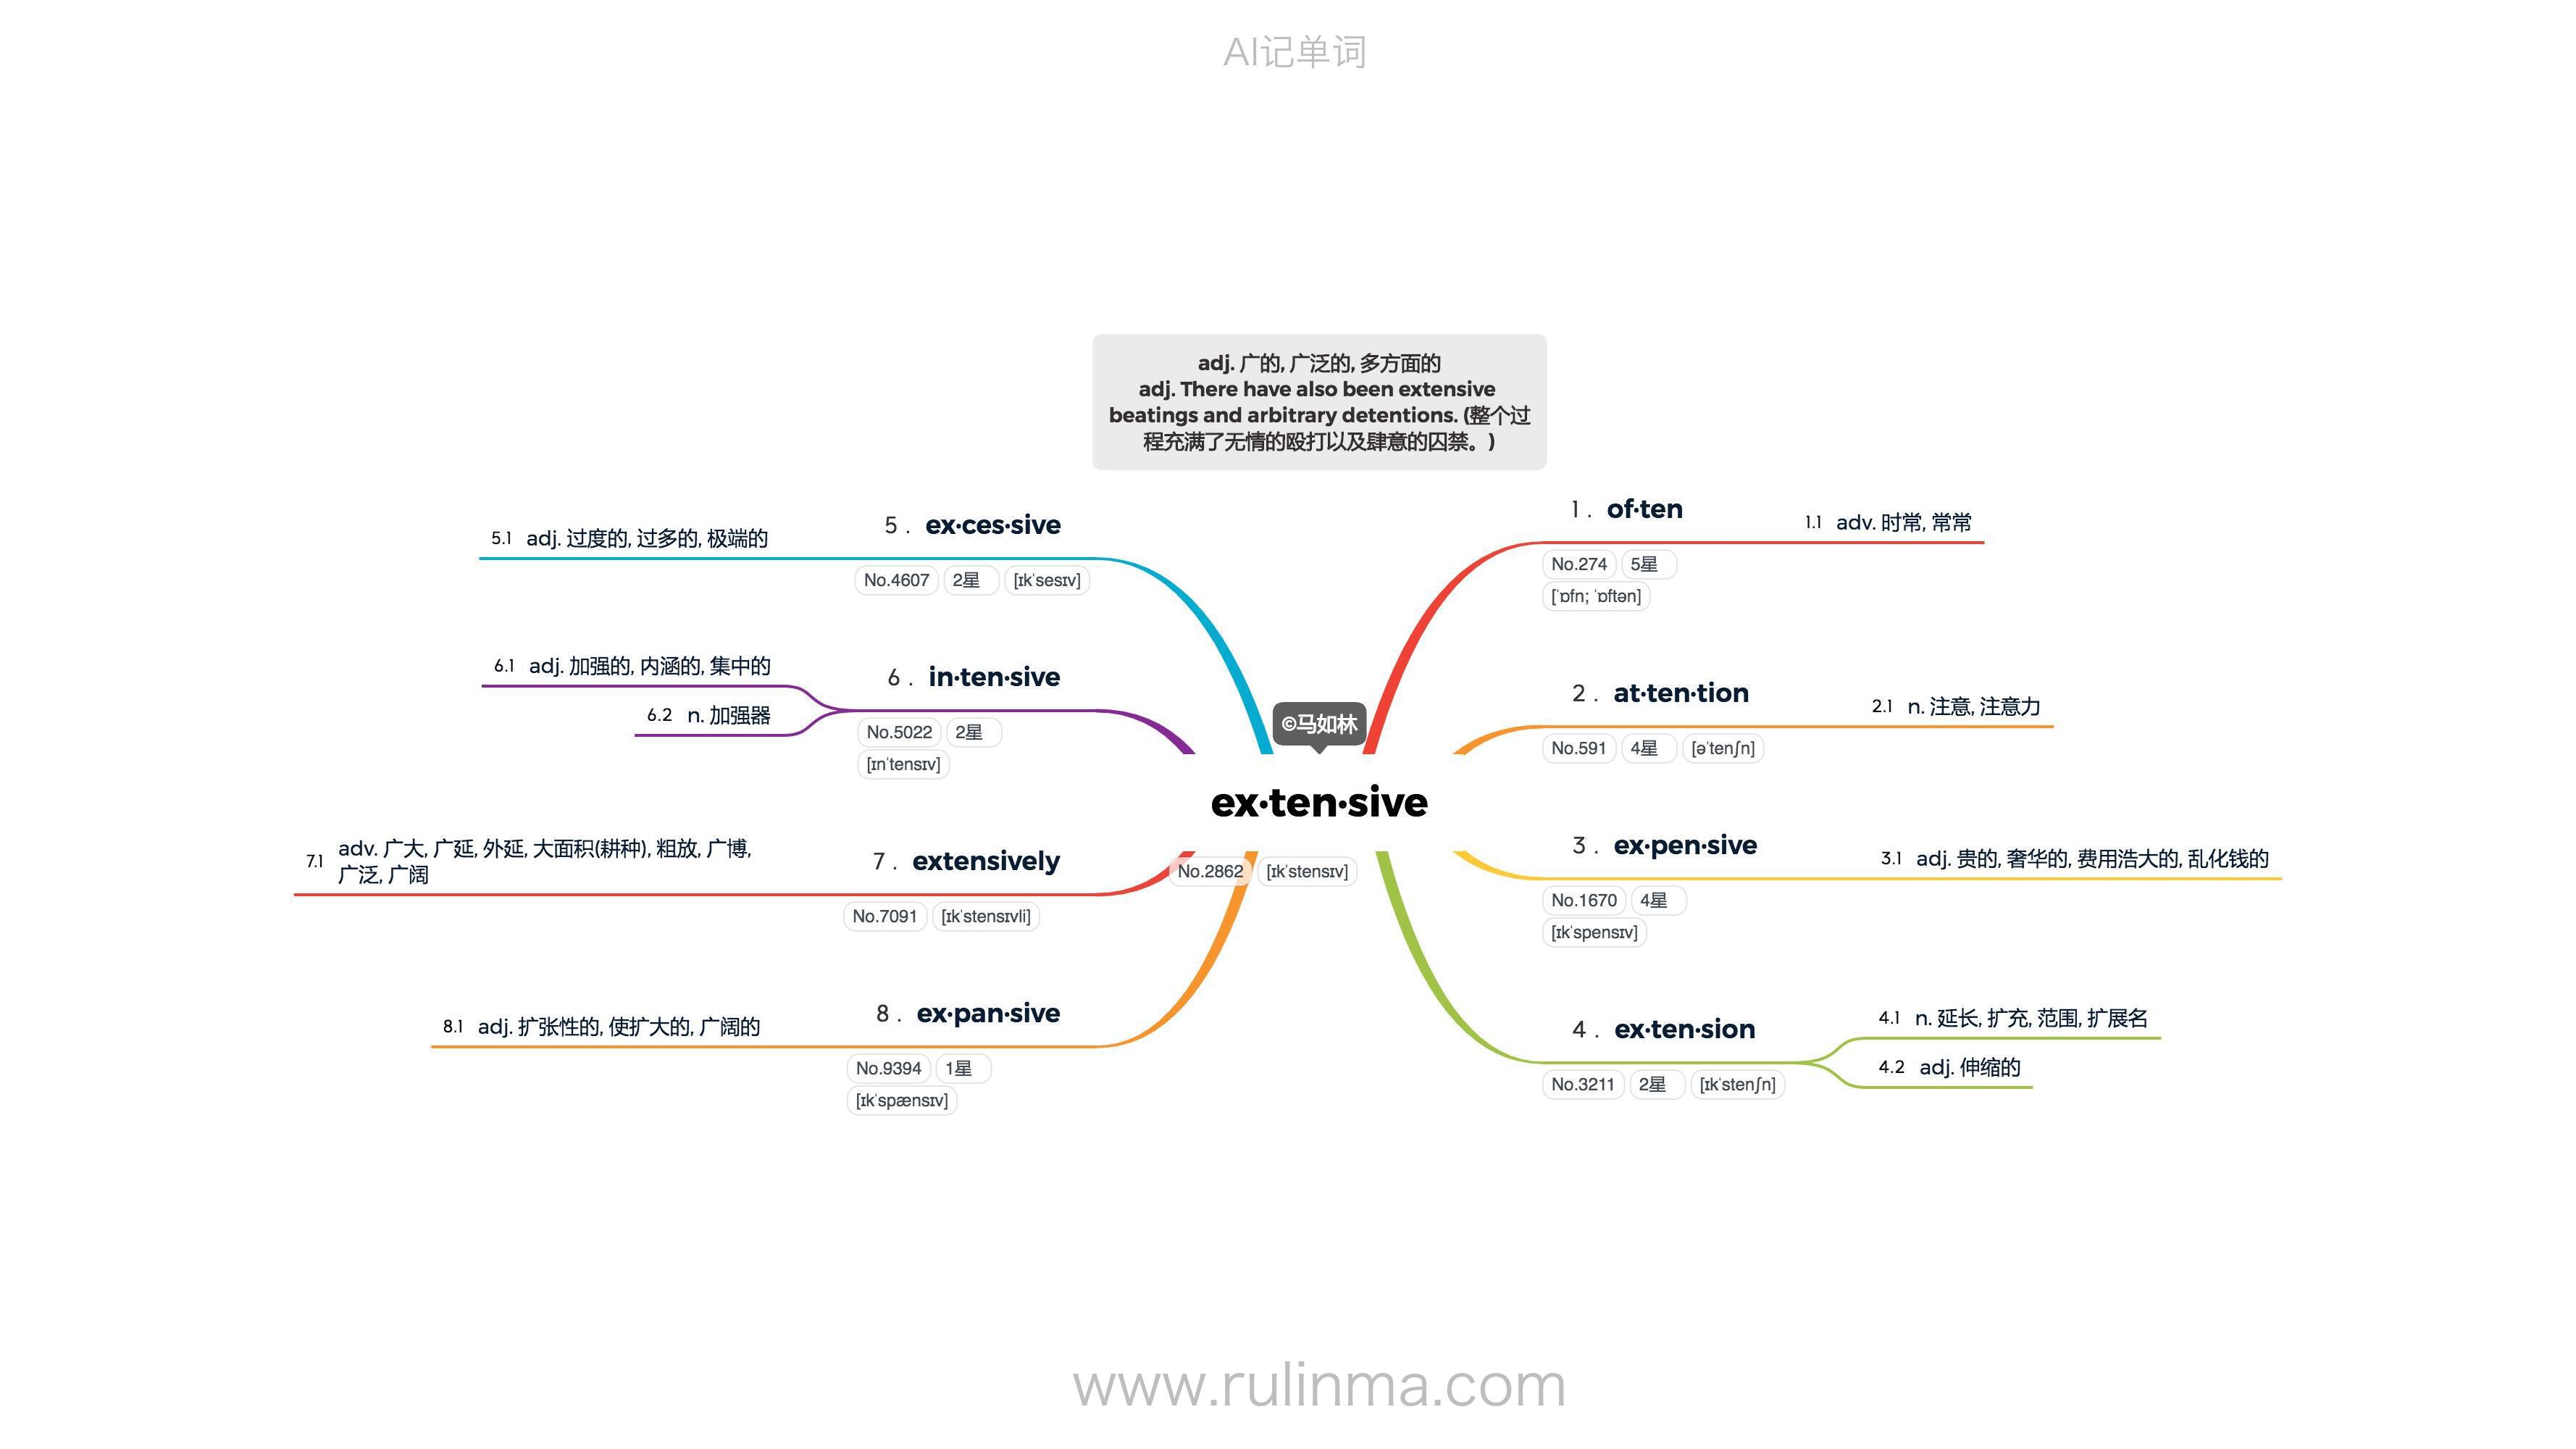 AI记单词
adj. 广的, 广泛的, 多方面的
adj. There have also been extensive
beatings and arbitrary detentions. (整个过
程充满了无情的殴打以及肆意的囚禁。)
©马如林
ex·ten·sive
No.2862 [ɪkˈstensɪv]
1 . of·ten
No.274 5星
[ˈɒfn; ˈɒftən]
1.1 adv. 时常, 常常
2 . at·ten·tion
No.591 4星 [əˈtenʃn]
2.1 n. 注意, 注意力
3 . ex·pen·sive
No.1670 4星
[ɪkˈspensɪv]
3.1 adj. 贵的, 奢华的, 费用浩大的, 乱化钱的
4 . ex·ten·sion
No.3211 2星 [ɪkˈstenʃn]
4.1 n. 延长, 扩充, 范围, 扩展名
4.2 adj. 伸缩的
5 . ex·ces·sive
No.4607 2星 [ɪkˈsesɪv]
5.1 adj. 过度的, 过多的, 极端的
6 . in·ten·sive
No.5022 2星
[ɪnˈtensɪv]
6.1 adj. 加强的, 内涵的, 集中的
6.2 n. 加强器
7 . extensively
No.7091 [ɪkˈstensɪvli]
7.1 adv. 广大, 广延, 外延, 大面积(耕种), 粗放, 广博,
广泛, 广阔
8 . ex·pan·sive
No.9394 1星
[ɪkˈspænsɪv]
8.1 adj. 扩张性的, 使扩大的, 广阔的
www.rulinma.com